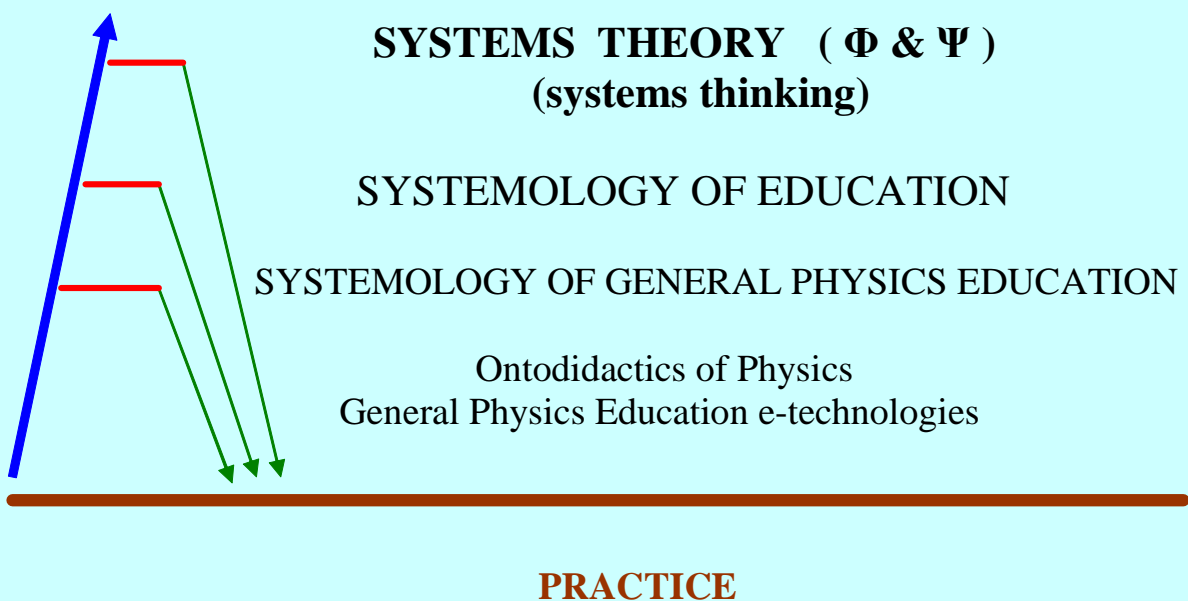 SYSTEMS THEORY ( Φ & Ψ )
(systems thinking)
SYSTEMOLOGY OF EDUCATION
SYSTEMOLOGY OF GENERAL PHYSICS EDUCATION
Ontodidactics of Physics
General Physics Education e-technologies
PRACTICE